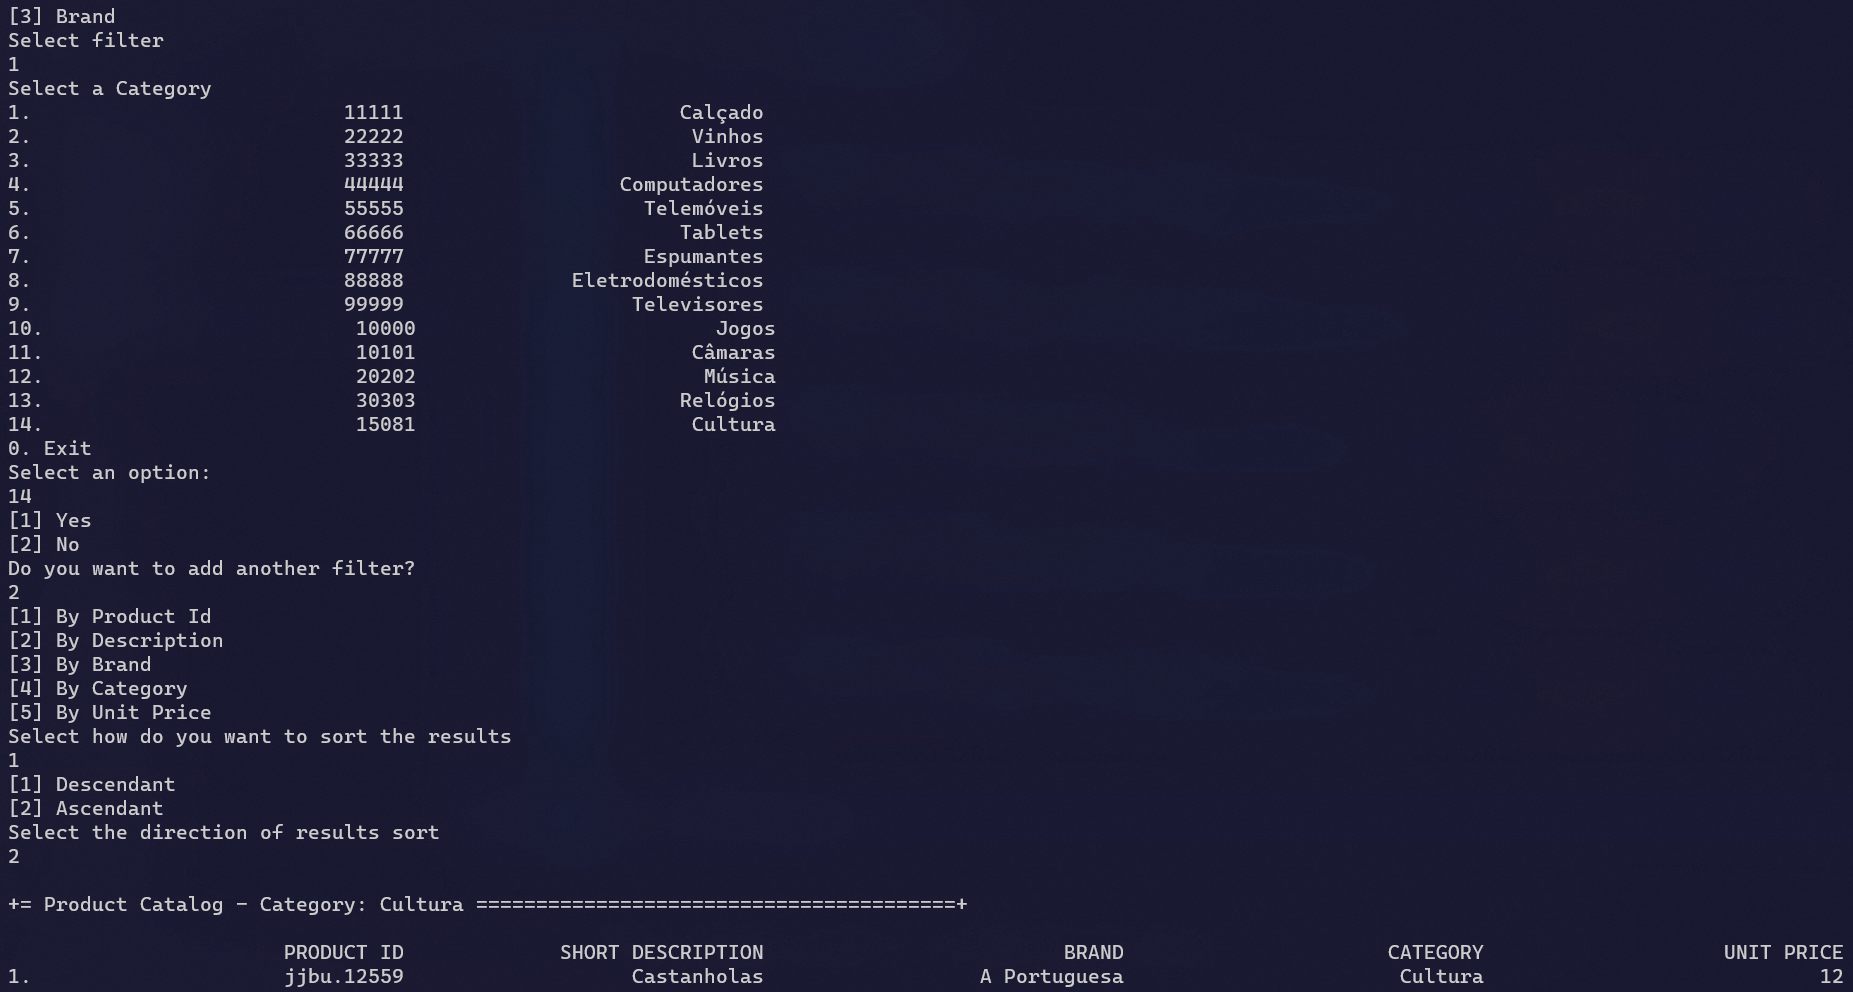 [3] Brand
Select filter
1
Select a Category
1. 11111 Calçado
2. 22222 Vinhos
3. 33333 Livros
4. 44444 Computadores
5. 55555 Telemóveis
6. 66666 Tablets
7. 77777 Espumantes
8. 88888 Eletrodomésticos
9. 99999 Televisores
10. 10000 Jogos
11. 10101 Câmaras
12. 20202 Música
13. 30303 Relógios
14. 15081 Cultura
0. Exit
Select an option:
14
[1] Yes
[2] No
Do you want to add another filter?
2
[1] By Product Id
[2] By Description
[3] By Brand
[4] By Category
[5] By Unit Price
Select how do you want to sort the results
1
[1] Descendant
[2] Ascendant
Select the direction of results sort
2
+= Product Catalog - Category: Cultura ========================================+
PRODUCT ID SHORT DESCRIPTION BRAND CATEGORY UNIT PRICE
1. jjbu.12559 Castanholas A Portuguesa Cultura 12